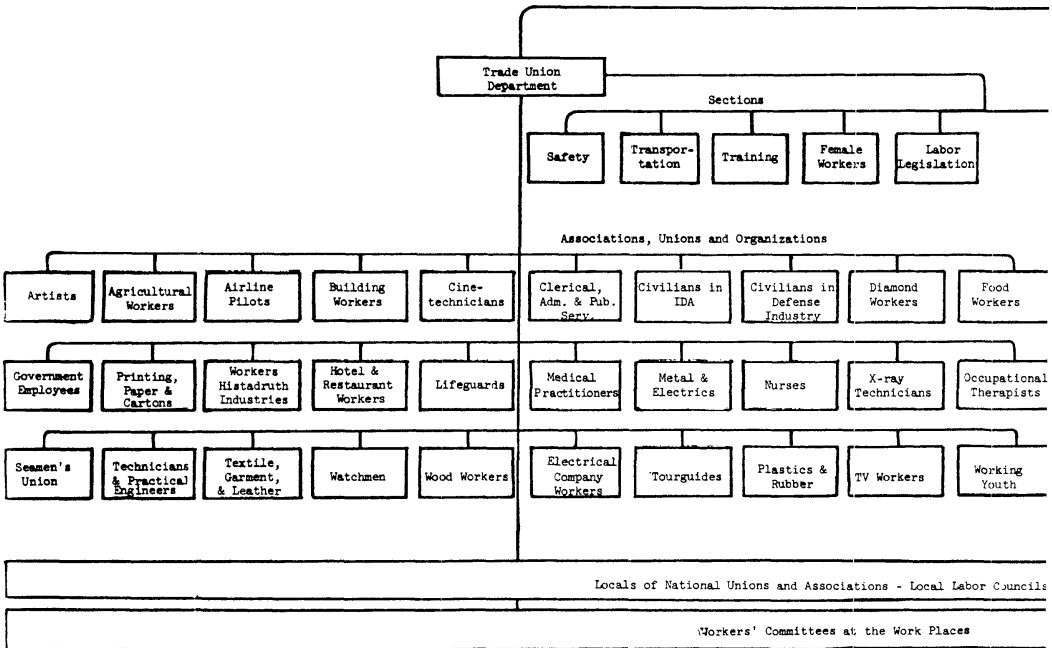 Trade Union
Department
Sections
Safety
Transpor-
tation
Training
Female
Workers
Labor
Legislation
Associations, Unions and Organizations
Artists
Agricultural
Workers
Airline
Pilots
Building
Workers
Cine-
technicians
Clerical,
Adm. & Pub.
Serv.
Civilians in
IDA
Civilians in
Defense
Industry
Diamond
Workers
Food
Workers
Government
Employees
Printing,
Paper &
Cartons
Workers
Histadruth
Industries
Hotel &
Restaurant
Workers
Lifeguards
Medical
Practitioners
Metal &
Electrics
Nurses
X-ray
Technicians
Occupational
Therapists
Seamen's
Union
Technicians
& Practical
Engineers
Textile,
Garment,
& Leather
Watchmen
Wood Workers
Electrical
Company
Workers
Tourguides
Plastics &
Rubber
TV Workers
Working
Youth
Locals of National Unions and Associations - Local Labor Councils
Workers' Committees at the Work Places